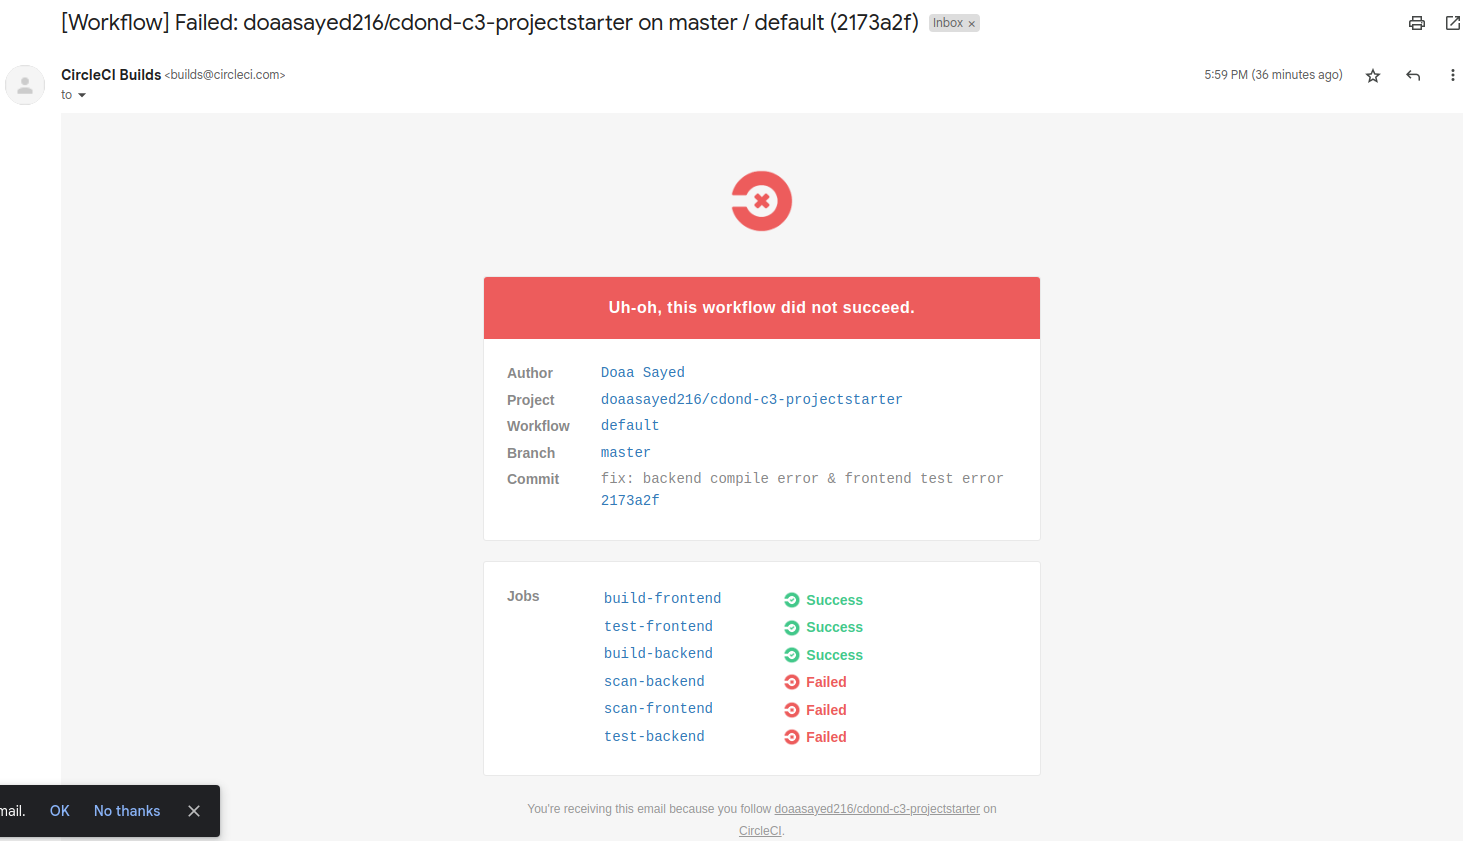 [Workflow] Failed: doaasayed216/cdond-c3-projectstarter on master / default (2173a2f) Inbox ×
CircleCI Builds <builds@circleci.com>
5:59 PM (36 minutes ago)
to
Uh-oh, this workflow did not succeed.
Author Doaa Sayed
Project doaasayed216/cdond-c3-projectstarter
Workflow default
Branch master
Commit fix: backend compile error & frontend test error
2173a2f
Jobs build-frontend Success
test-frontend Success
build-backend Success
scan-backend Failed
scan-frontend Failed
test-backend Failed
mail. OK No thanks
You're receiving this email because you follow doaasayed216/cdond-c3-projectstarter on
CircleCI.